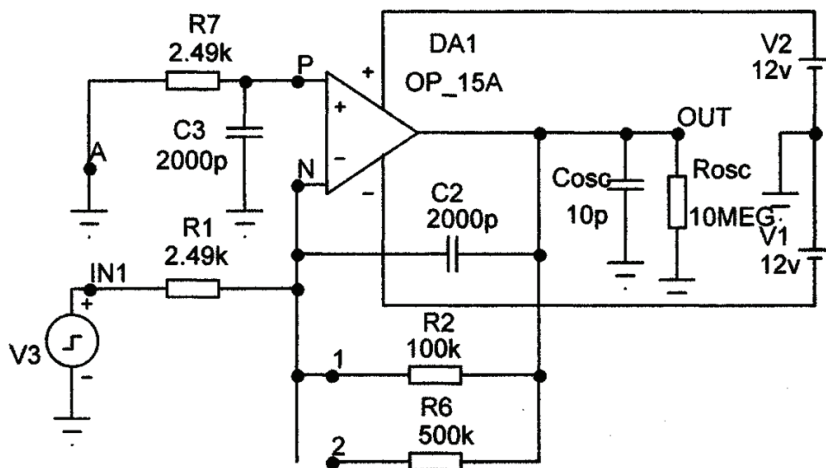 R7
2.49k
P
DA1
OP_15A
V2
12v
+
+
C3
2000p
A
OUT
N
-
-
C2
2000p
Cosc
10p
Rosc
10MEG
V1
12v
R1
2.49k
IN1
+
V3
-
R2
100k
1
R6
500k
2